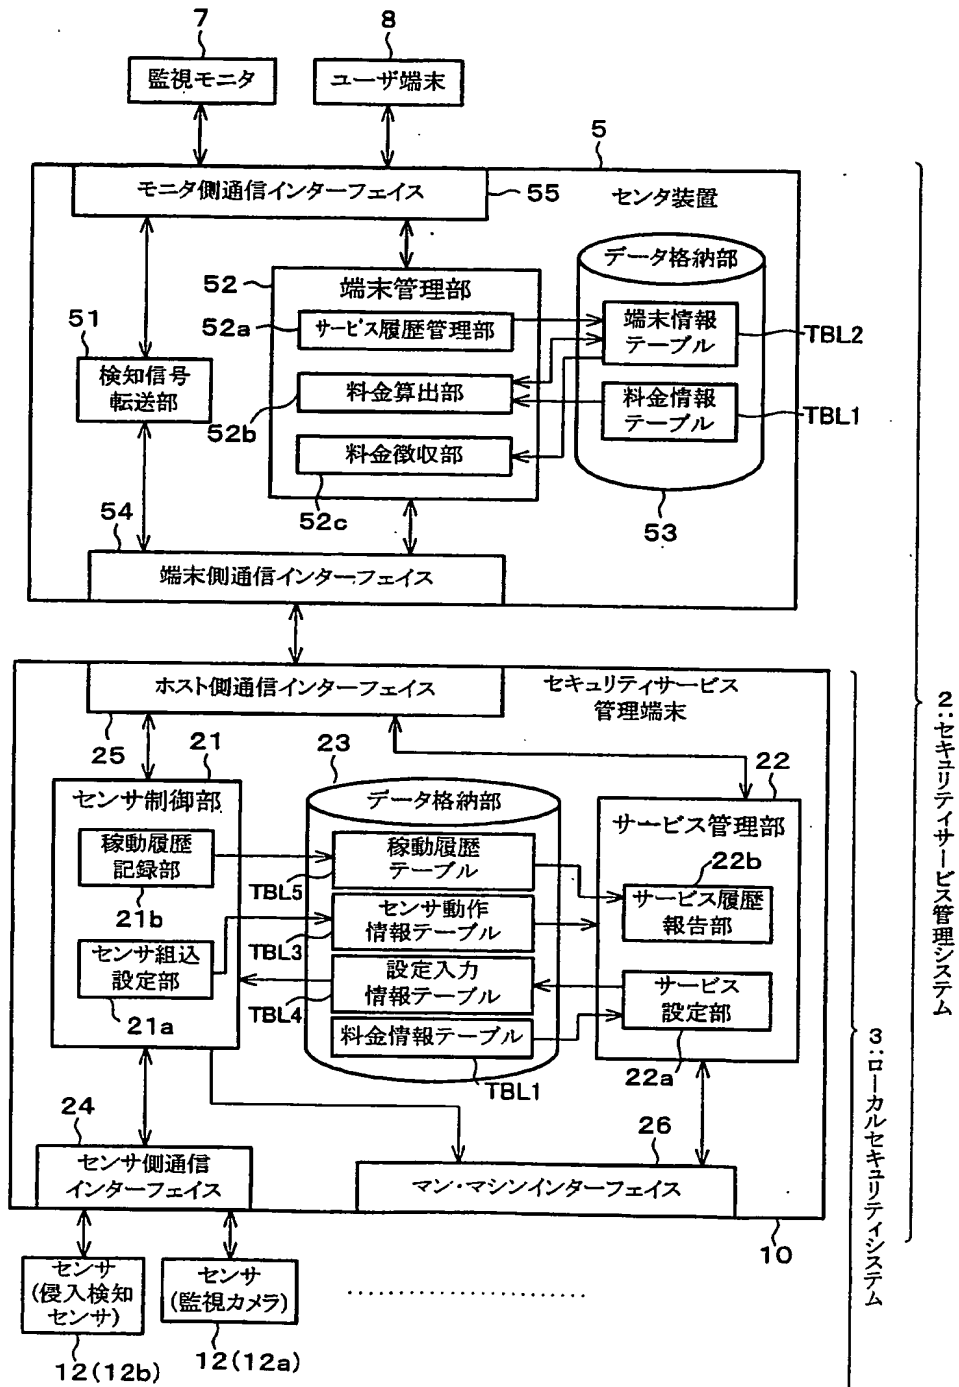 7
8
監視モニタ
ユーザ端末
5
モニタ側通信インターフェイス
55
センタ装置
データ格納部
52
端末管理部
52a
サービス履歴管理部
端末情報
テーブル
TBL2
51
検知信号
転送部
料金算出部
52b
料金情報
テーブル
TBL1
料金徴収部
52c
53
54
端末側通信インターフェイス
ホスト側通信インターフェイス
セキュリティサービス
管理端末
25
21
23
22
センサ制御部
データ格納部
サービス管理部
稼動履歴
記録部
21b
稼動履歴
テーブル
TBL5
22b
サービス履歴
報告部
センサ動作
情報テーブル
TBL3
センサ組込
設定部
21a
設定入力
情報テーブル
TBL4
サービス
設定部
22a
料金情報テーブル
TBL1
24
センサ側通信
インターフェイス
26
マン・マシンインターフェイス
10
センサ
(侵入検知
センサ)
12(12b)
センサ
(監視カメラ)
12(12a)
2:セキュリティサービス管理システム
3:ローカルセキュリティシステム